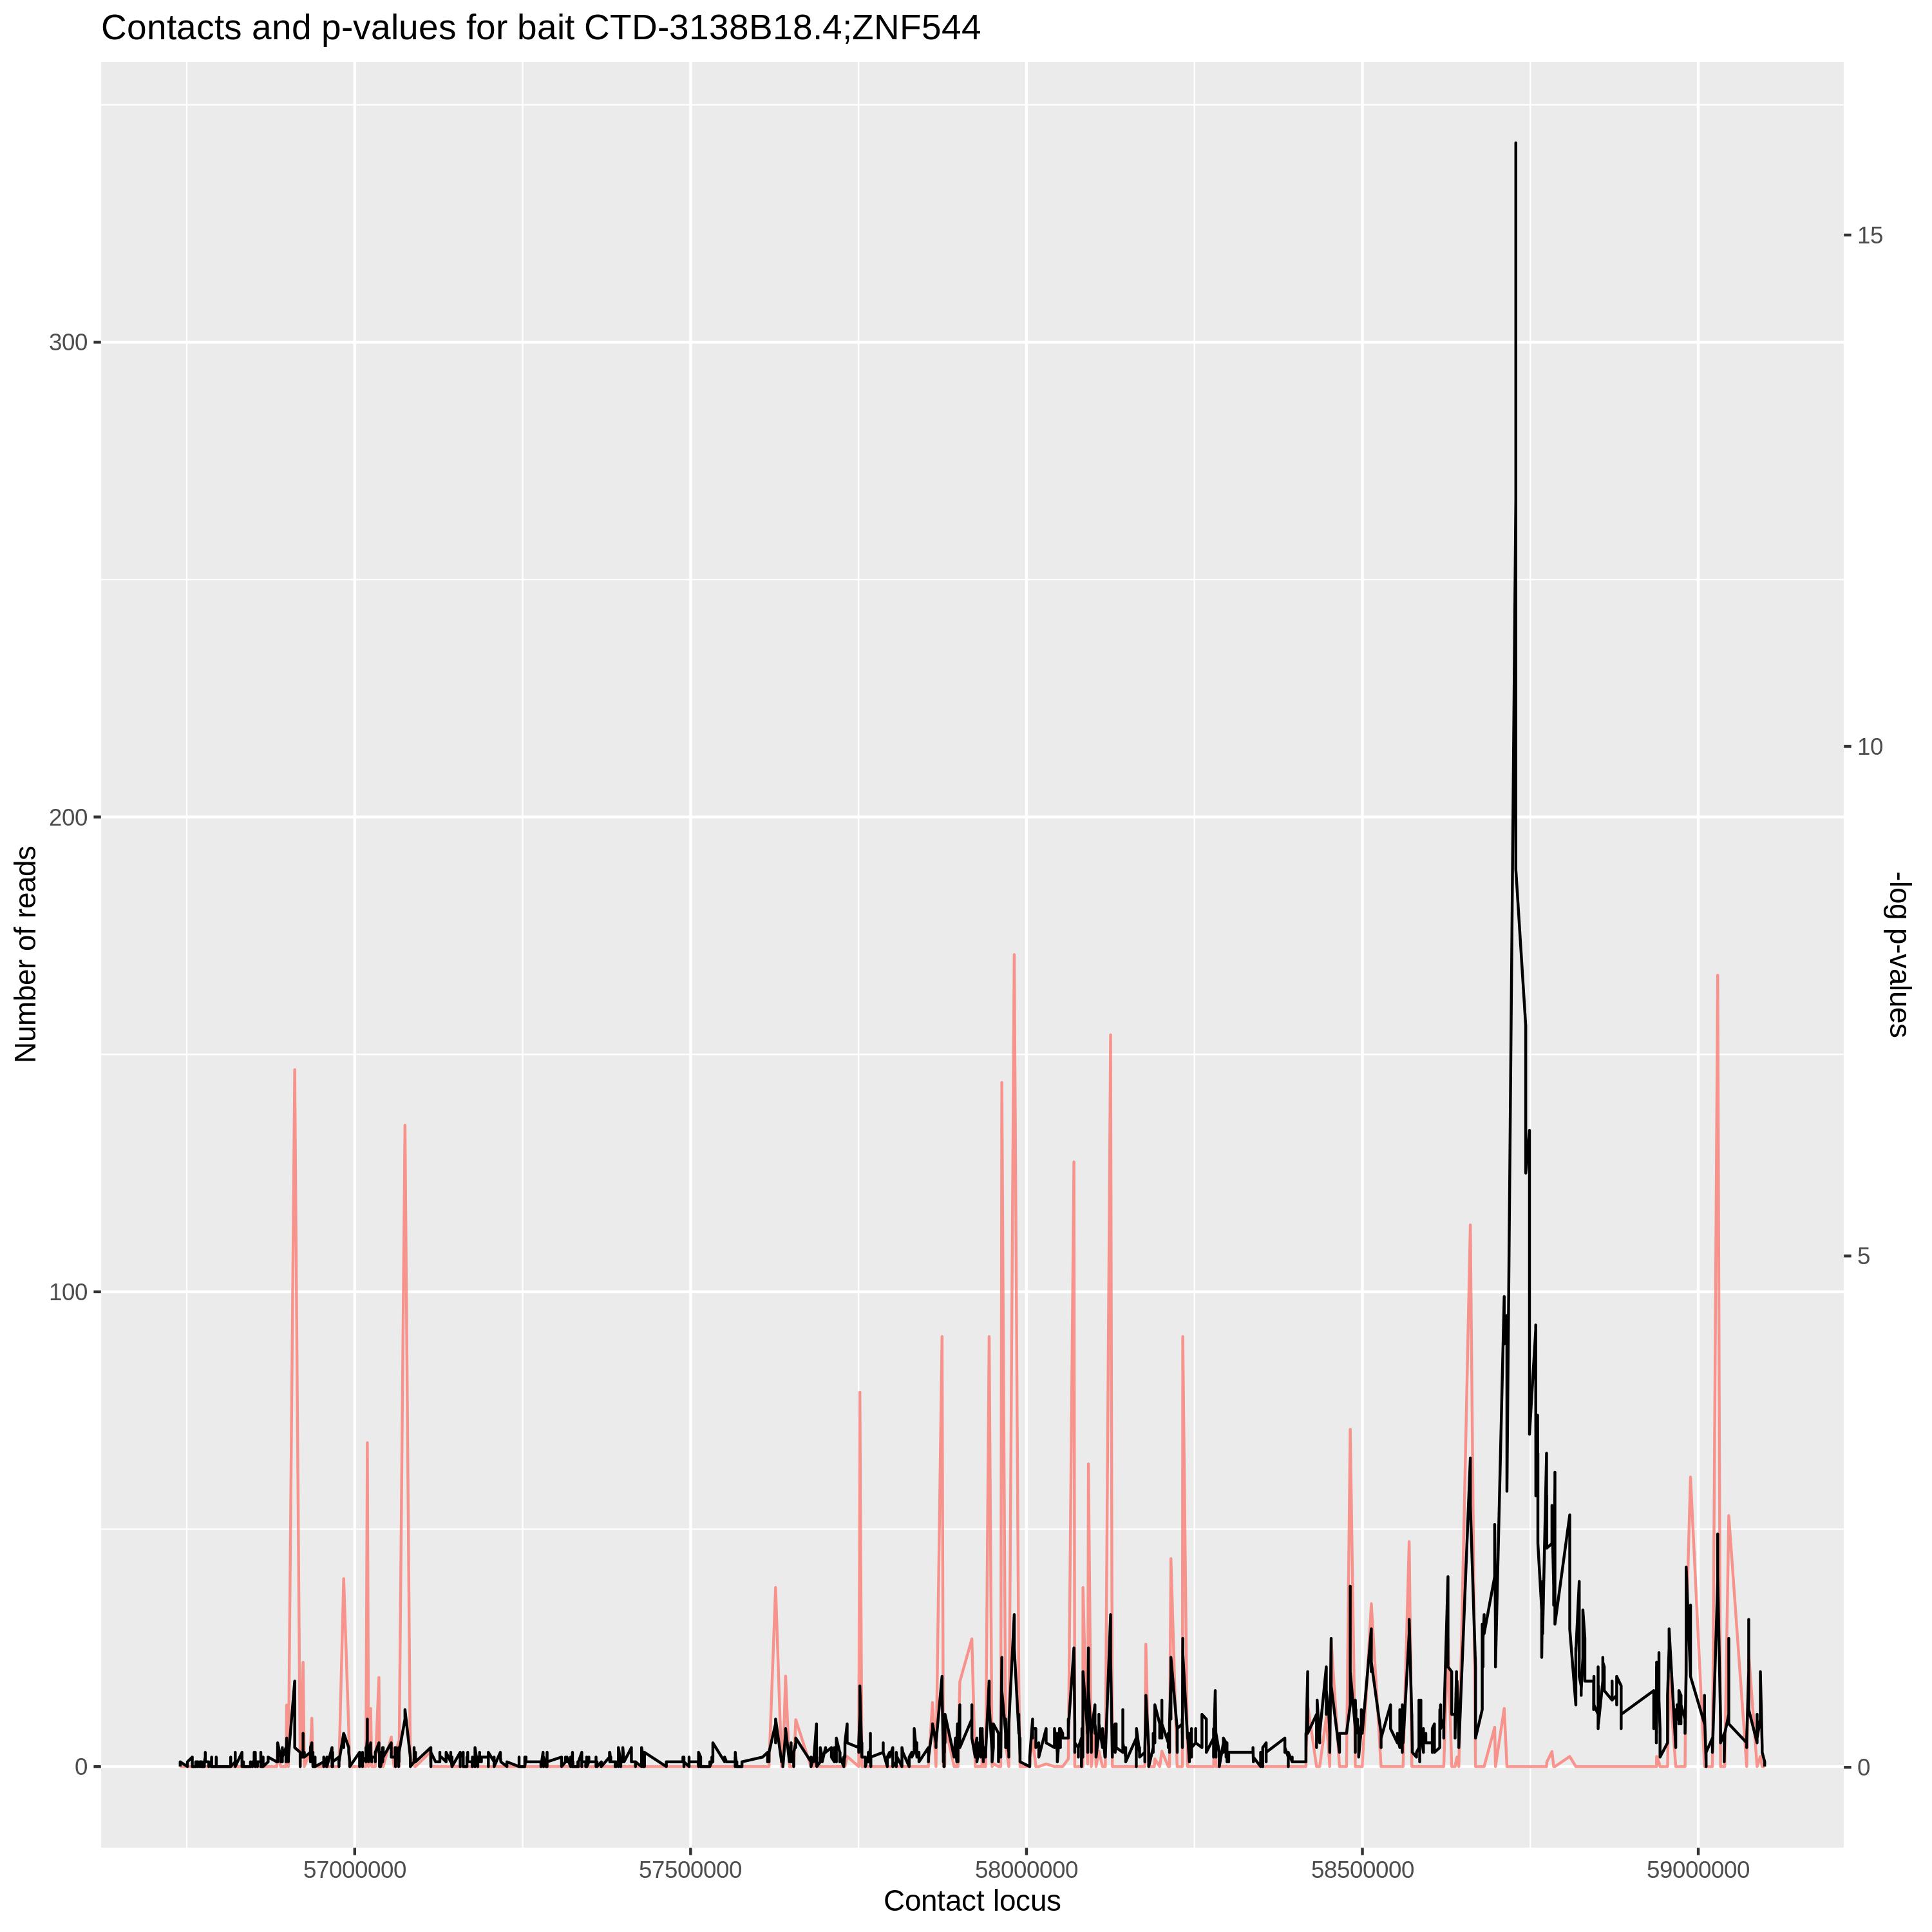 Contacts and p-values for bait CTD-3138B18.4;ZNF544
Number of reads
300
200
100
0
15
10
5
0
-log p-values
57000000 57500000 58000000 58500000 59000000
Contact locus